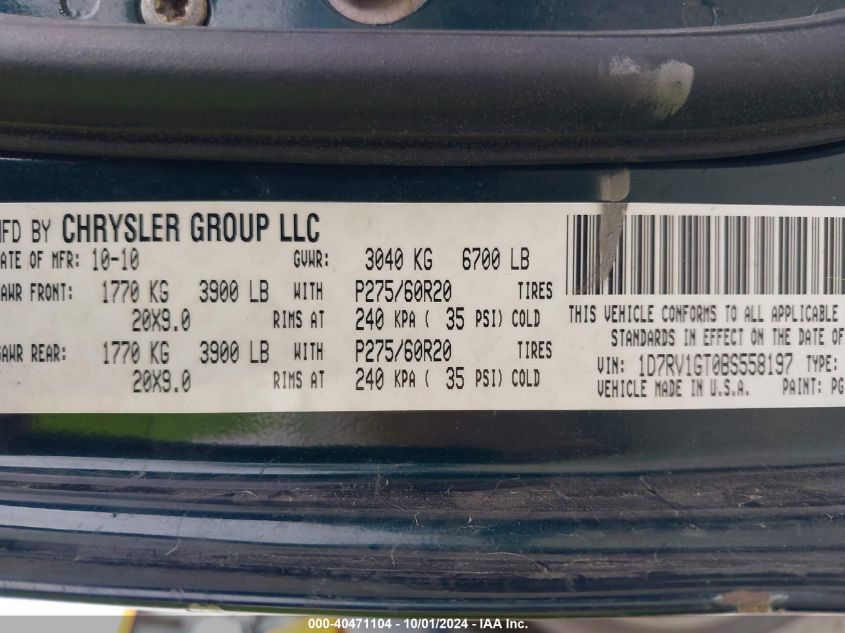 MFD BY CHRYSLER GROUP LLC
DATE OF MFR: 10-10 GVWR: 3040 KG 6700 LB
GAWR FRONT: 1770 KG 3900 LB WITH P275/60R20 TIRES
20X9.0 RIMS AT 240 KPA ( 35 PSI) COLD
GAWR REAR: 1770 KG 3900 LB WITH P275/60R20 TIRES
20X9.0 RIMS AT 240 KPA ( 35 PSI) COLD
THIS VEHICLE CONFORMS TO ALL APPLICABLE
STANDARDS IN EFFECT ON THE DATE OF
VIN: 1D7RV1GT0BS558197 TYPE:
VEHICLE MADE IN U.S.A. PAINT: PG
000-40471104 - 10/01/2024 - IAA Inc.